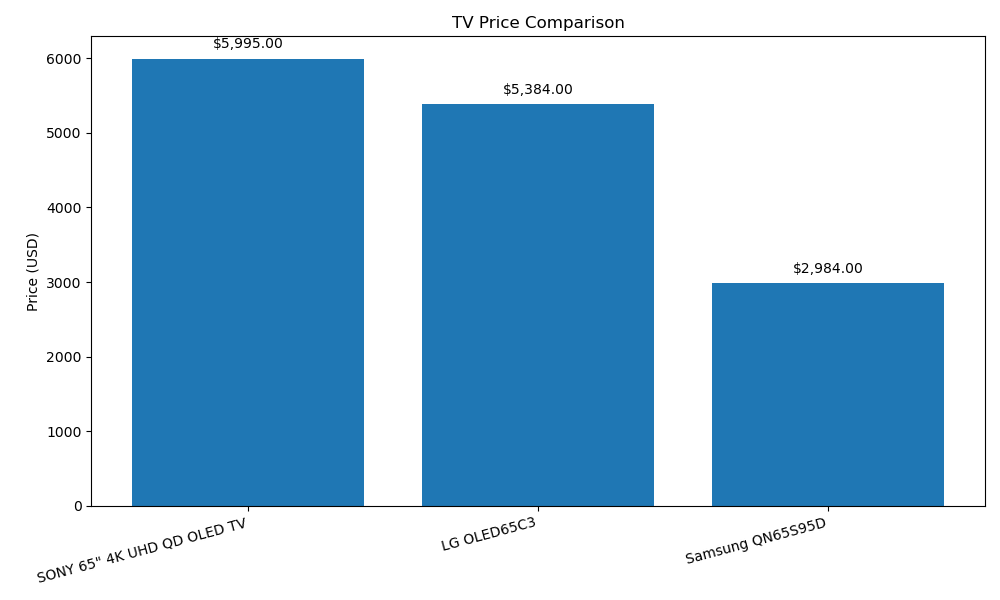 TV Price Comparison
$5,995.00
$5,384.00
$2,984.00
Price (USD)
6000
5000
4000
3000
2000
1000
0
SONY 65" 4K UHD QD OLED TV
LG OLED65C3
Samsung QN65S95D